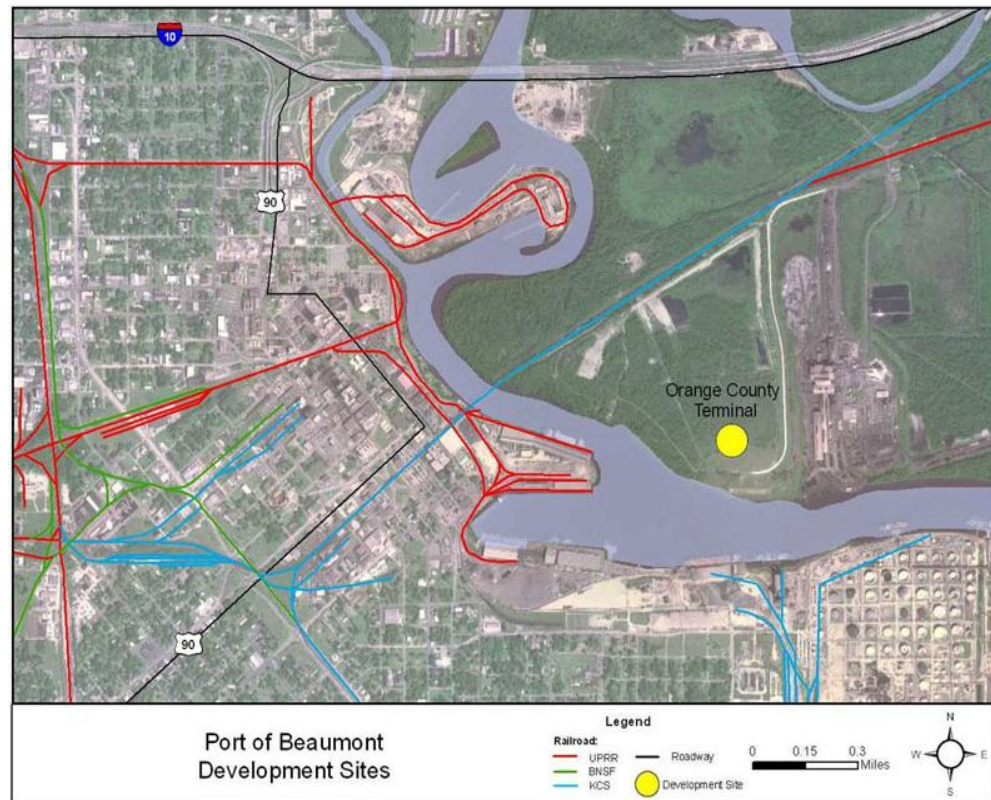 10
90
Orange County
Terminal
90
Port of Beaumont
Development Sites
Legend
Railroad:
UPRR
BNSF
KCS
Roadway
Development Site
0 0.15 0.3
Miles
N
W E
S